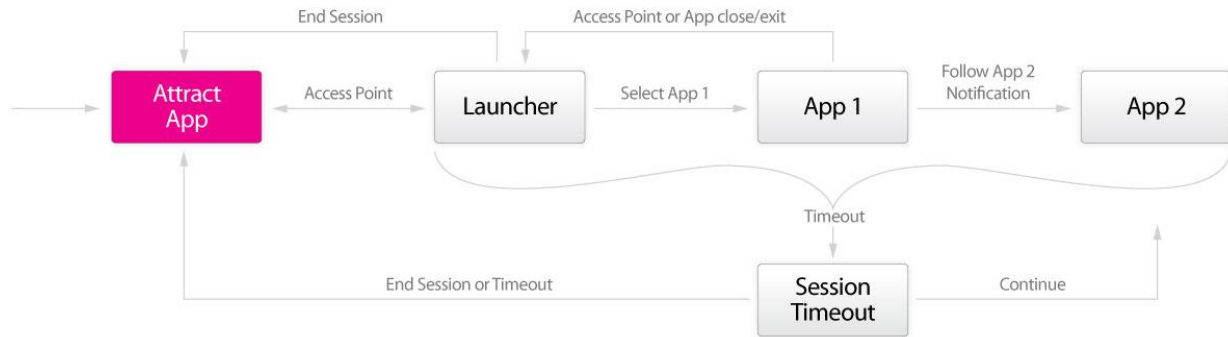 End Session
Access Point or App close/exit
Attract
App
Access Point
Launcher
Select App 1
App 1
Follow App 2
Notification
App 2
Timeout
End Session or Timeout
Session
Timeout
Continue